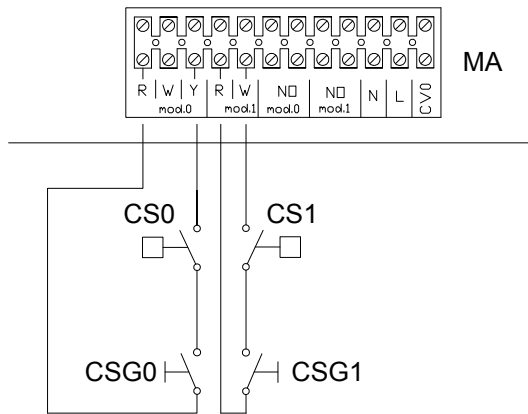 MA
R W Y R W NO NO N L CV0
mod.0 mod.1 mod.0 mod.1
CS0 CS1
CSG0 CSG1